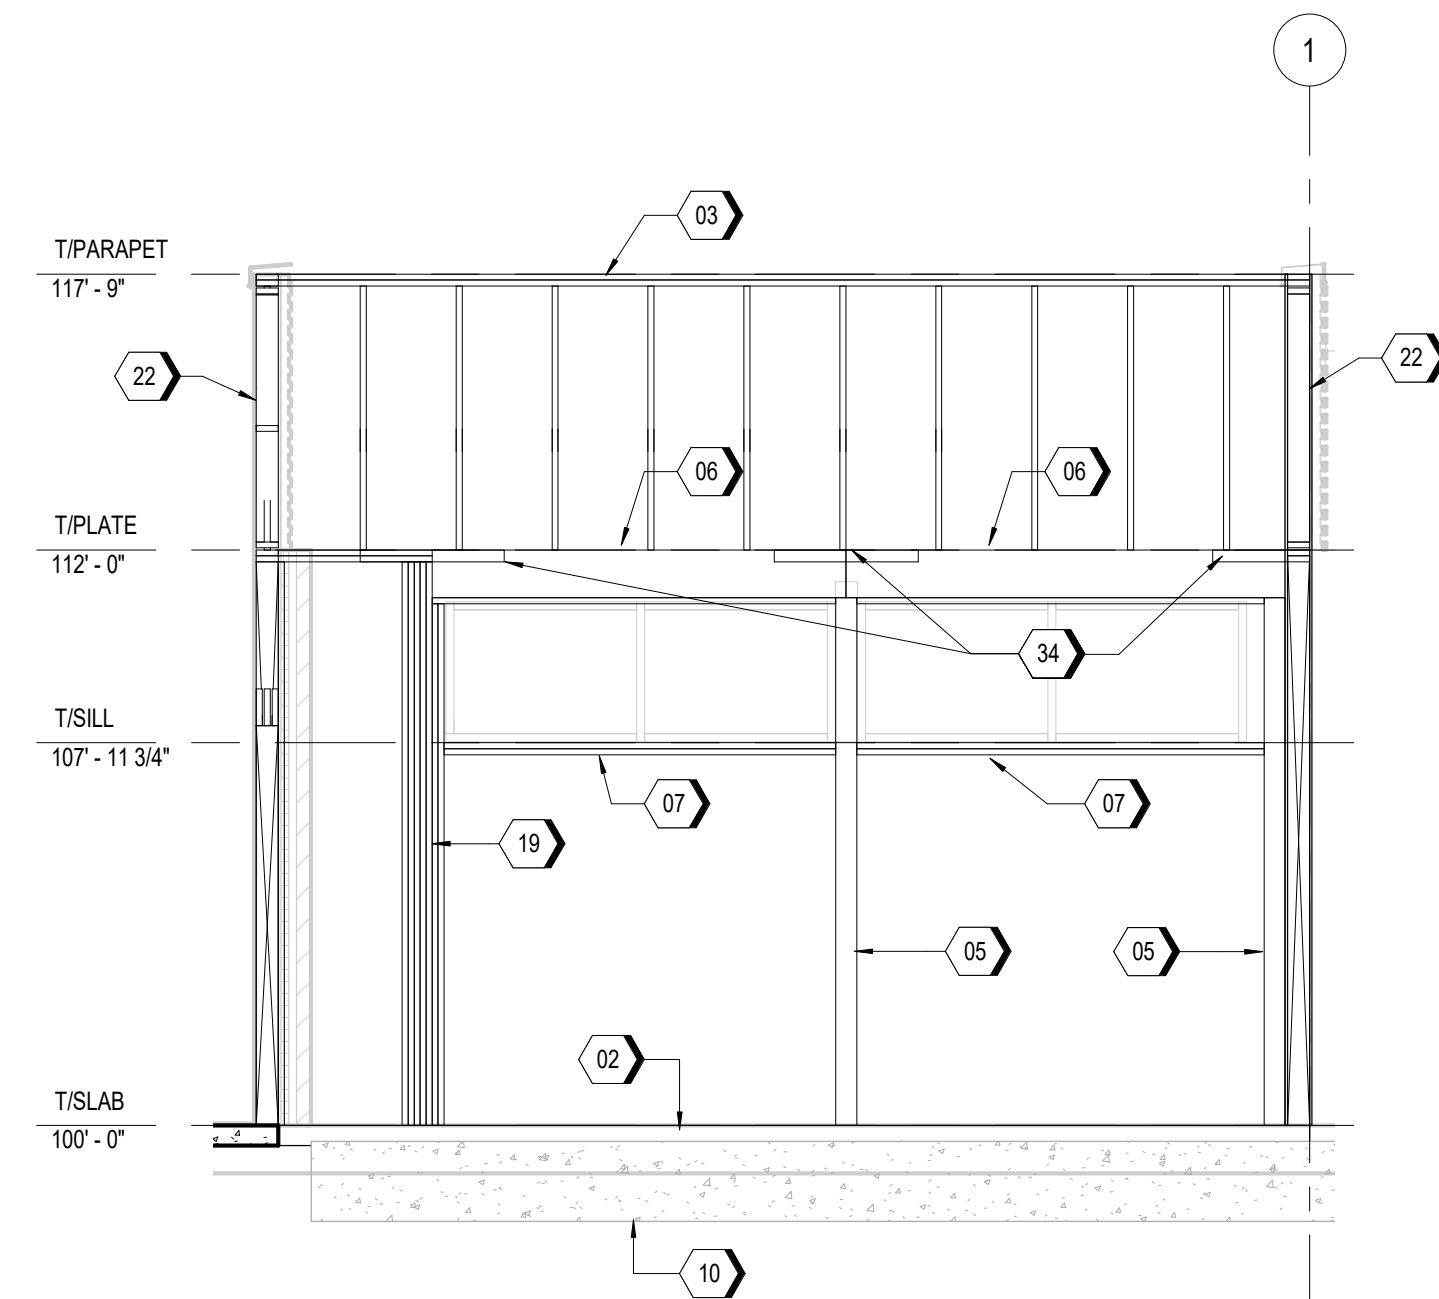 1
03
T/PARAPET
117' - 9"
22
22
06
06
T/PLATE
112' - 0"
34
T/SILL
107' - 11 3/4"
07
07
19
05
05
02
T/SLAB
100' - 0"
10